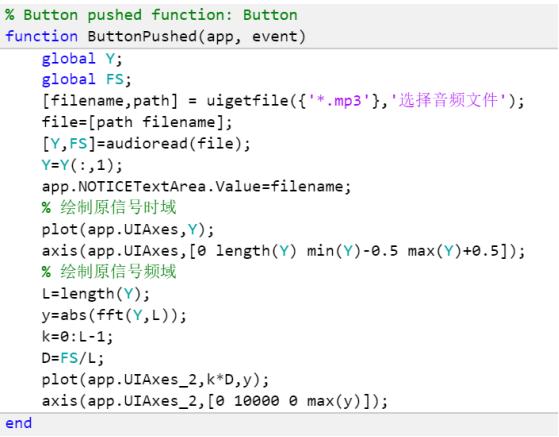 % Button pushed function: Button
function ButtonPushed(app, event)
global Y;
global FS;
[filename,path] = uigetfile({'*.mp3'},'选择音频文件');
file=[path filename];
[Y,FS]=audioread(file);
Y=Y(:,1);
app.NOTICETextArea.Value=filename;
% 绘制原信号时域
plot(app.UIAxes,Y);
axis(app.UIAxes,[0 length(Y) min(Y)-0.5 max(Y)+0.5]);
% 绘制原信号频域
L=length(Y);
y=abs(fft(Y,L));
k=0:L-1;
D=FS/L;
plot(app.UIAxes_2,k*D,y);
axis(app.UIAxes_2,[0 10000 0 max(y)]);
end